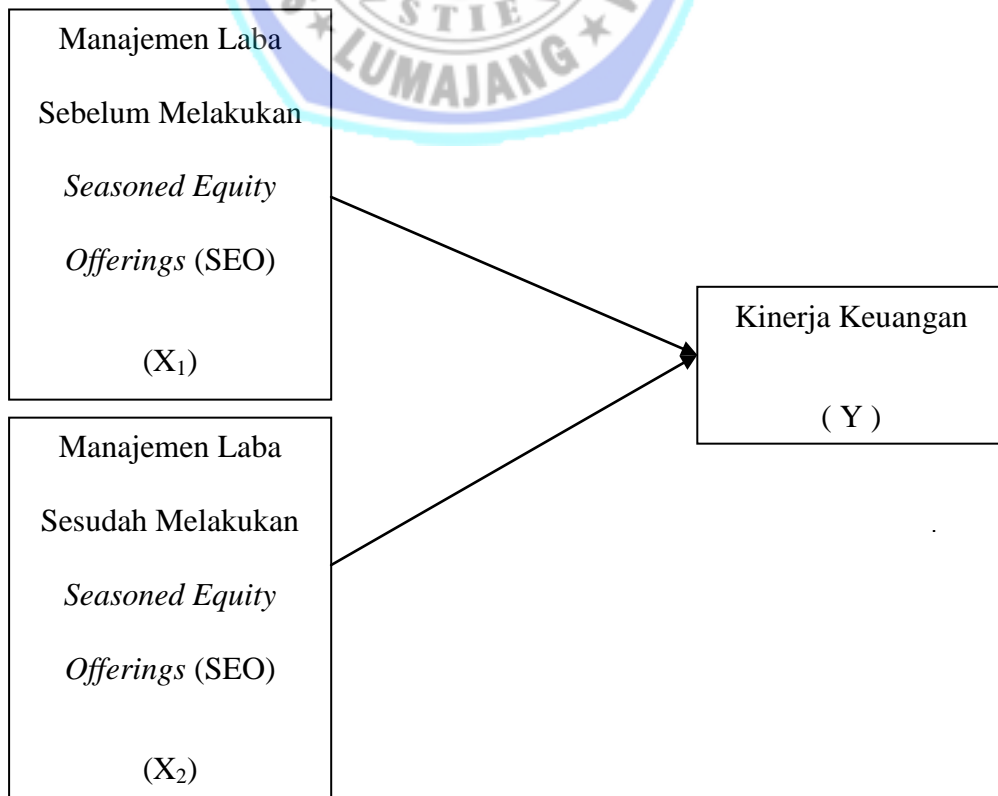 STIE
LUMAJANG
Manajemen Laba
Sebelum Melakukan
Seasoned Equity
Offerings (SEO)
(X₁)
Kinerja Keuangan
( Y )
Manajemen Laba
Sesudah Melakukan
Seasoned Equity
Offerings (SEO)
(X₂)
.